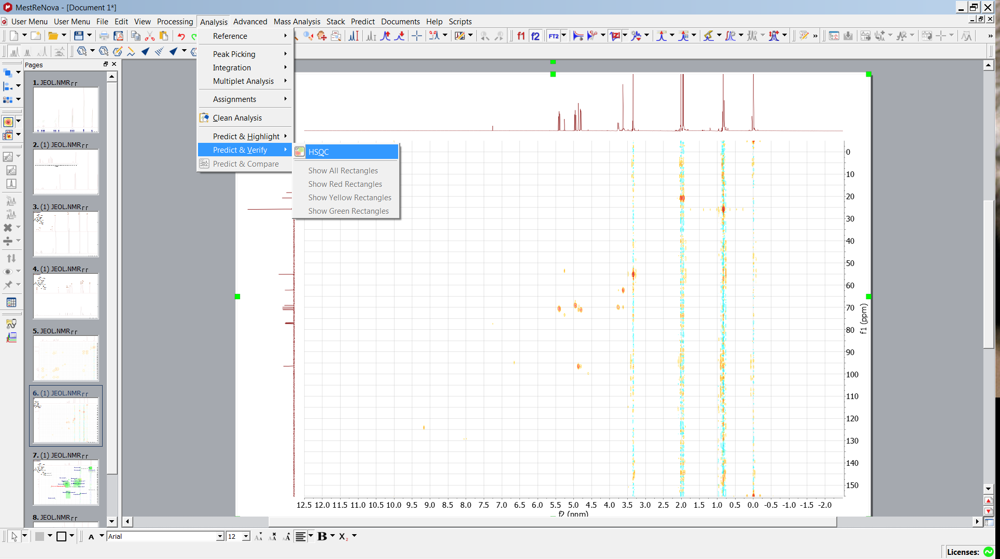 MestReNova - [Document 1*]
User Menu User Menu File Edit View Processing Analysis Advanced Mass Analysis Stack Predict Documents Help Scripts
f1 f2 FT2
Reference
Peak Picking
Integration
Multiplet Analysis
Assignments
Clean Analysis
Predict & Highlight
Predict & Verify
Predict & Compare
HSQC
Show All Rectangles
Show Red Rectangles
Show Yellow Rectangles
Show Green Rectangles
Pages
1. JEOL.NMR┌┌
2. (1) JEOL.NMR┌┌
3. (1) JEOL.NMR┌┌
4. (1) JEOL.NMR┌┌
5. JEOL.NMR┌┌
6. (1) JEOL.NMR┌┌
7. (1) JEOL.NMR┌┌
8. JEOL.NMR┌┌
0
10
20
30
40
50
60
70
80
90
100
110
120
130
140
150
f1 (ppm)
12.5 12.0 11.5 11.0 10.5 10.0 9.5 9.0 8.5 8.0 7.5 7.0 6.5 6.0 5.5 5.0 4.5 4.0 3.5 3.0 2.5 2.0 1.5 1.0 0.5 0.0 -0.5 -1.0 -1.5 -2.0
f2 (ppm)
A Arial 12 B X₂
Licenses: